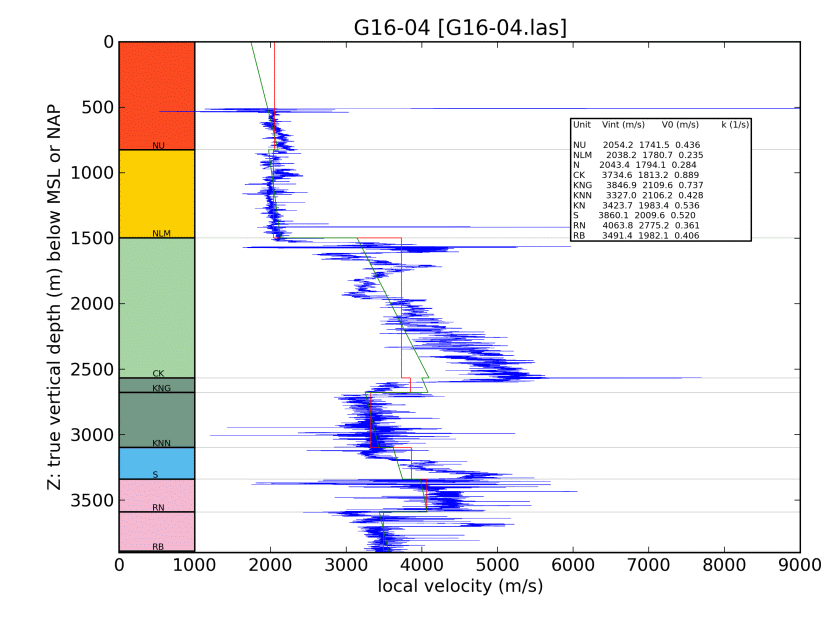 G16-04 [G16-04.las]
0
500
1000
1500
2000
2500
3000
3500
Z: true vertical depth (m) below MSL or NAP
NU
NLM
CK
KNG
KNN
S
RN
RB
Unit Vint (m/s) V0 (m/s) k (1/s)
NU 2054.2 1741.5 0.436
NLM 2038.2 1780.7 0.235
N 2043.4 1794.1 0.284
CK 3734.6 1813.2 0.889
KNG 3846.9 2109.6 0.737
KNN 3327.0 2106.2 0.428
KN 3423.7 1983.4 0.536
S 3860.1 2009.6 0.520
RN 4063.8 2775.2 0.361
RB 3491.4 1982.1 0.406
0 1000 2000 3000 4000 5000 6000 7000 8000 9000
local velocity (m/s)